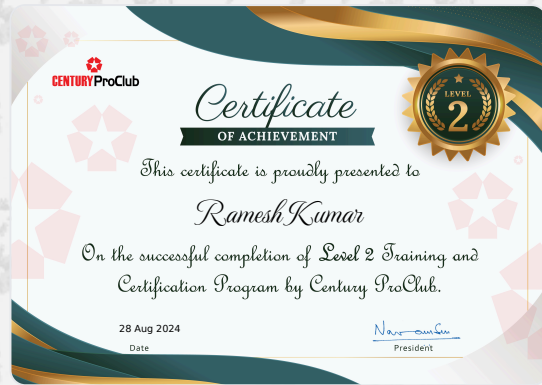 CENTURY ProClub
LEVEL
2
Certificate
OF ACHIEVEMENT
This certificate is proudly presented to
Ramesh Kumar
On the successful completion of Level 2 Training and
Certification Program by Century ProClub.
28 Aug 2024
Date
President